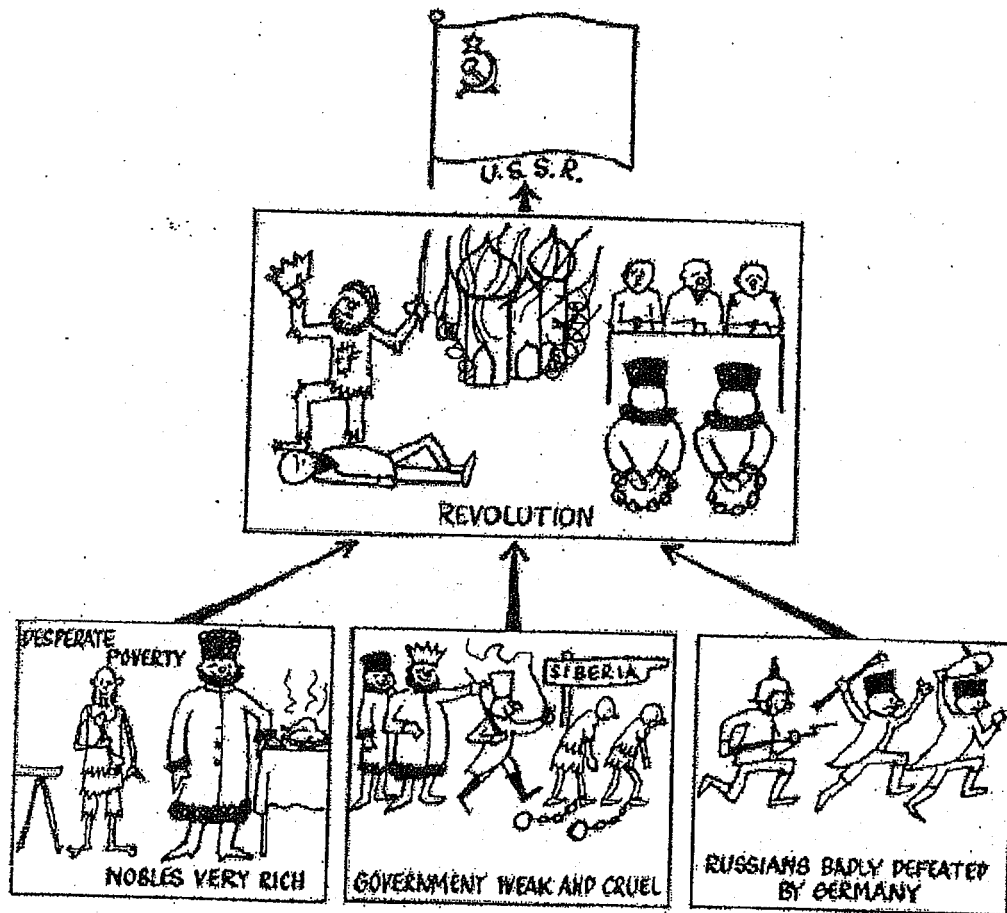 U.S.S.R.
REVOLUTION
DESPERATE
POVERTY
NOBLES VERY RICH
SIBERIA
GOVERNMENT WEAK AND CRUEL
RUSSIANS BADLY DEFEATED
BY GERMANY